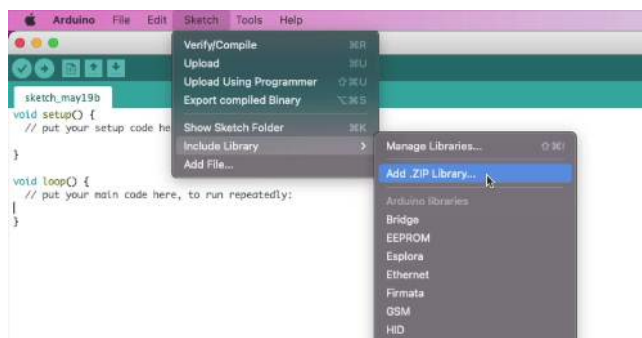 Arduino File Edit Sketch Tools Help
Verify/Compile ⌘R
Upload ⌘U
Upload Using Programmer ⇧⌘U
Export compiled Binary ⌥⌘S
Show Sketch Folder ⌘K
Include Library >
Add File...
Manage Libraries... ⇧⌘I
Add .ZIP Library...
Arduino libraries
Bridge
EEPROM
Esplora
Ethernet
Firmata
GSM
HID
sketch_may19b
void setup() {
// put your setup code he
}
void loop() {
// put your main code here, to run repeatedly:
}